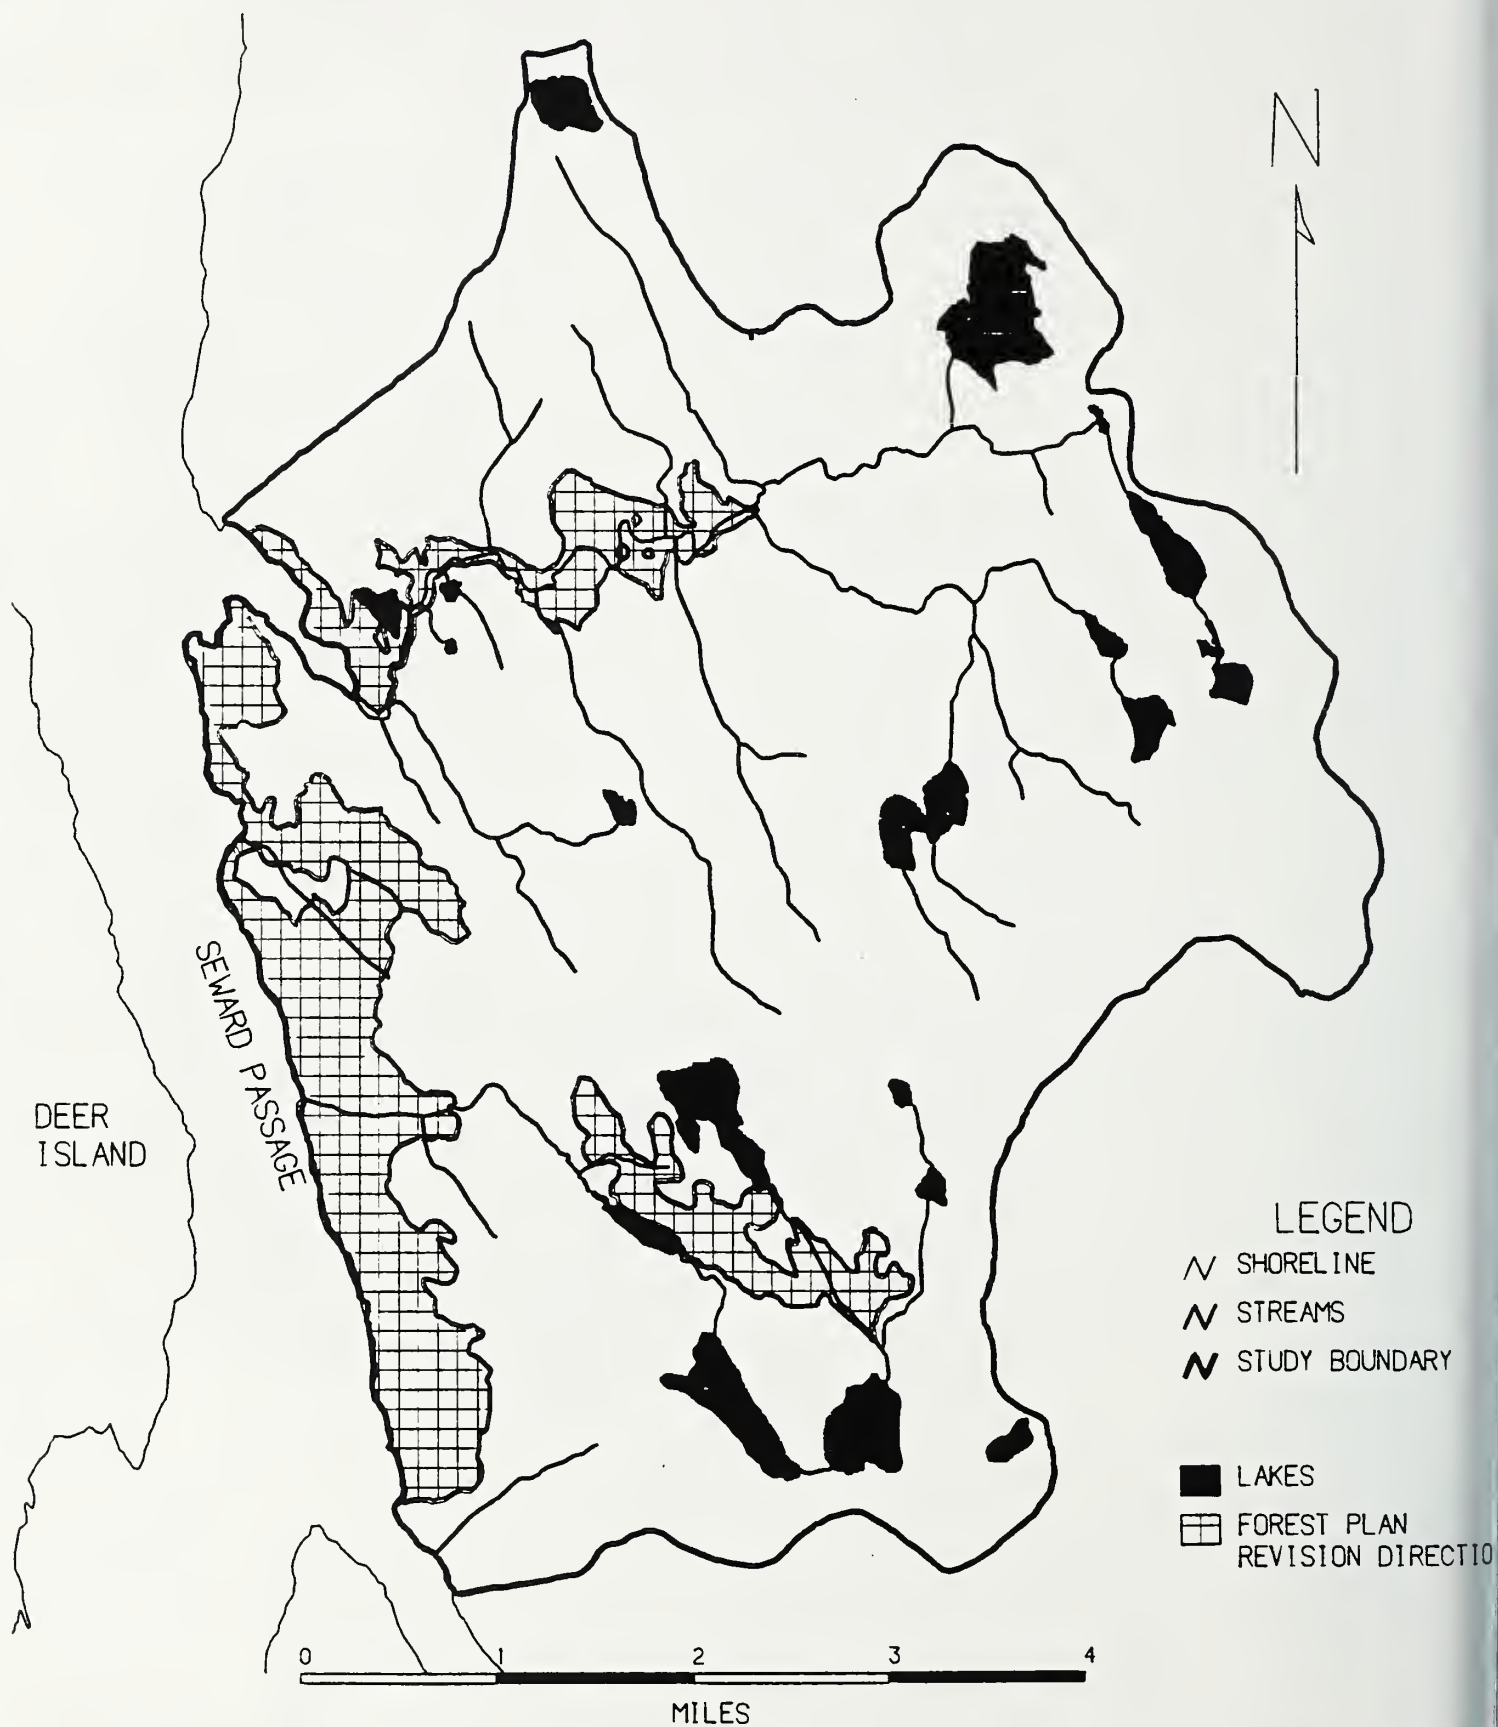 N
SEWARD PASSAGE
DEER
ISLAND
LEGEND
SHORELINE
STREAMS
STUDY BOUNDARY
LAKES
FOREST PLAN
REVISION DIRECTIO
0 1 2 3 4
MILES